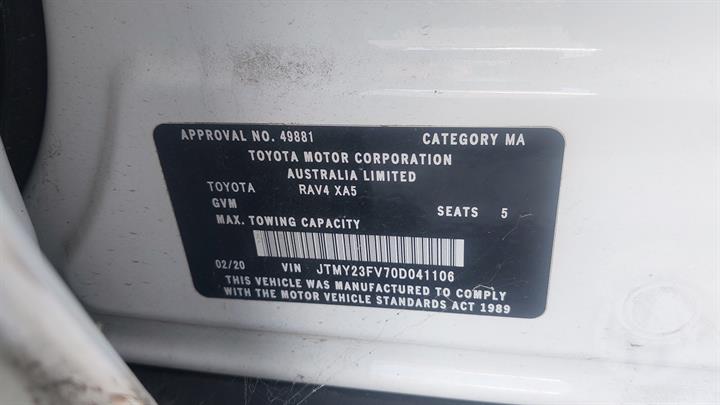 APPROVAL NO. 49881 CATEGORY MA
TOYOTA MOTOR CORPORATION
AUSTRALIA LIMITED
TOYOTA RAV4 XA5
GVM SEATS 5
MAX. TOWING CAPACITY
02/20 VIN JTMY23FV70D041106
THIS VEHICLE WAS MANUFACTURED TO COMPLY
WITH THE MOTOR VEHICLE STANDARDS ACT 1989